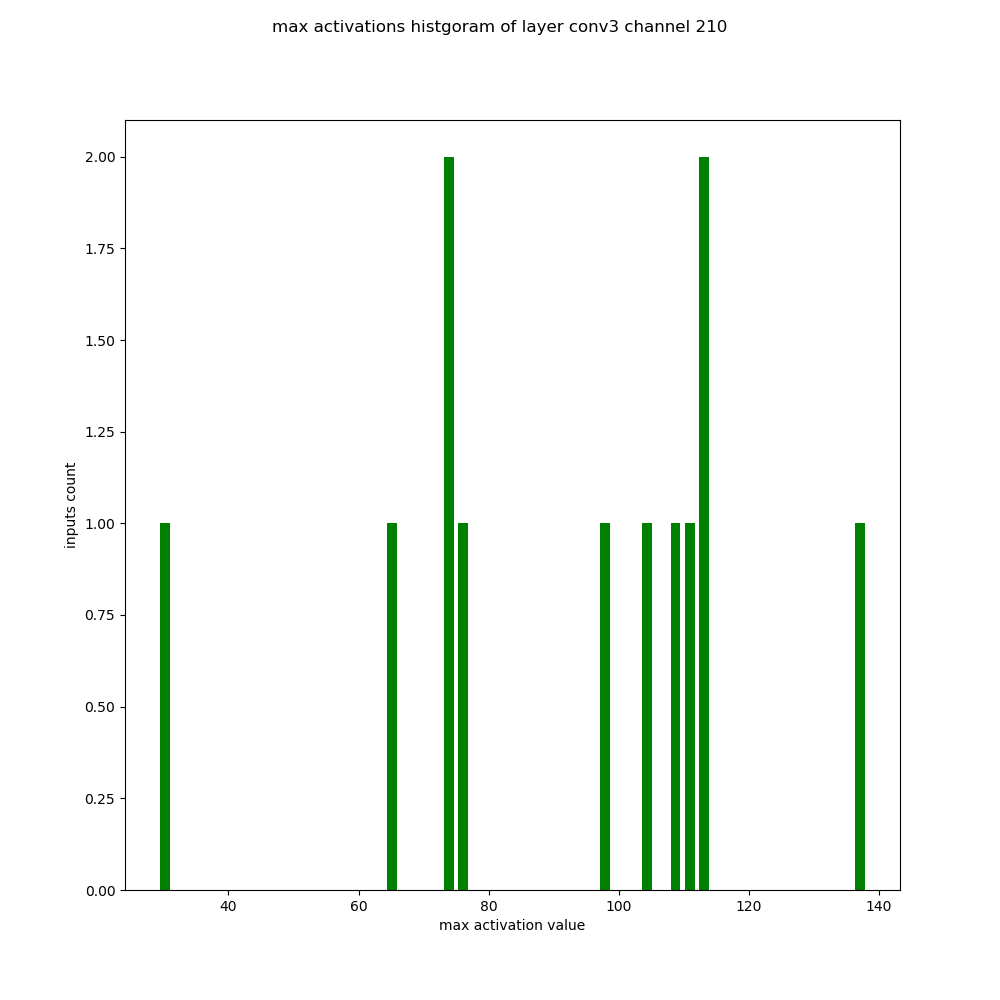 max activations histgoram of layer conv3 channel 210
2.00
1.75
1.50
1.25
1.00
0.75
0.50
0.25
0.00
inputs count
40 60 80 100 120 140
max activation value